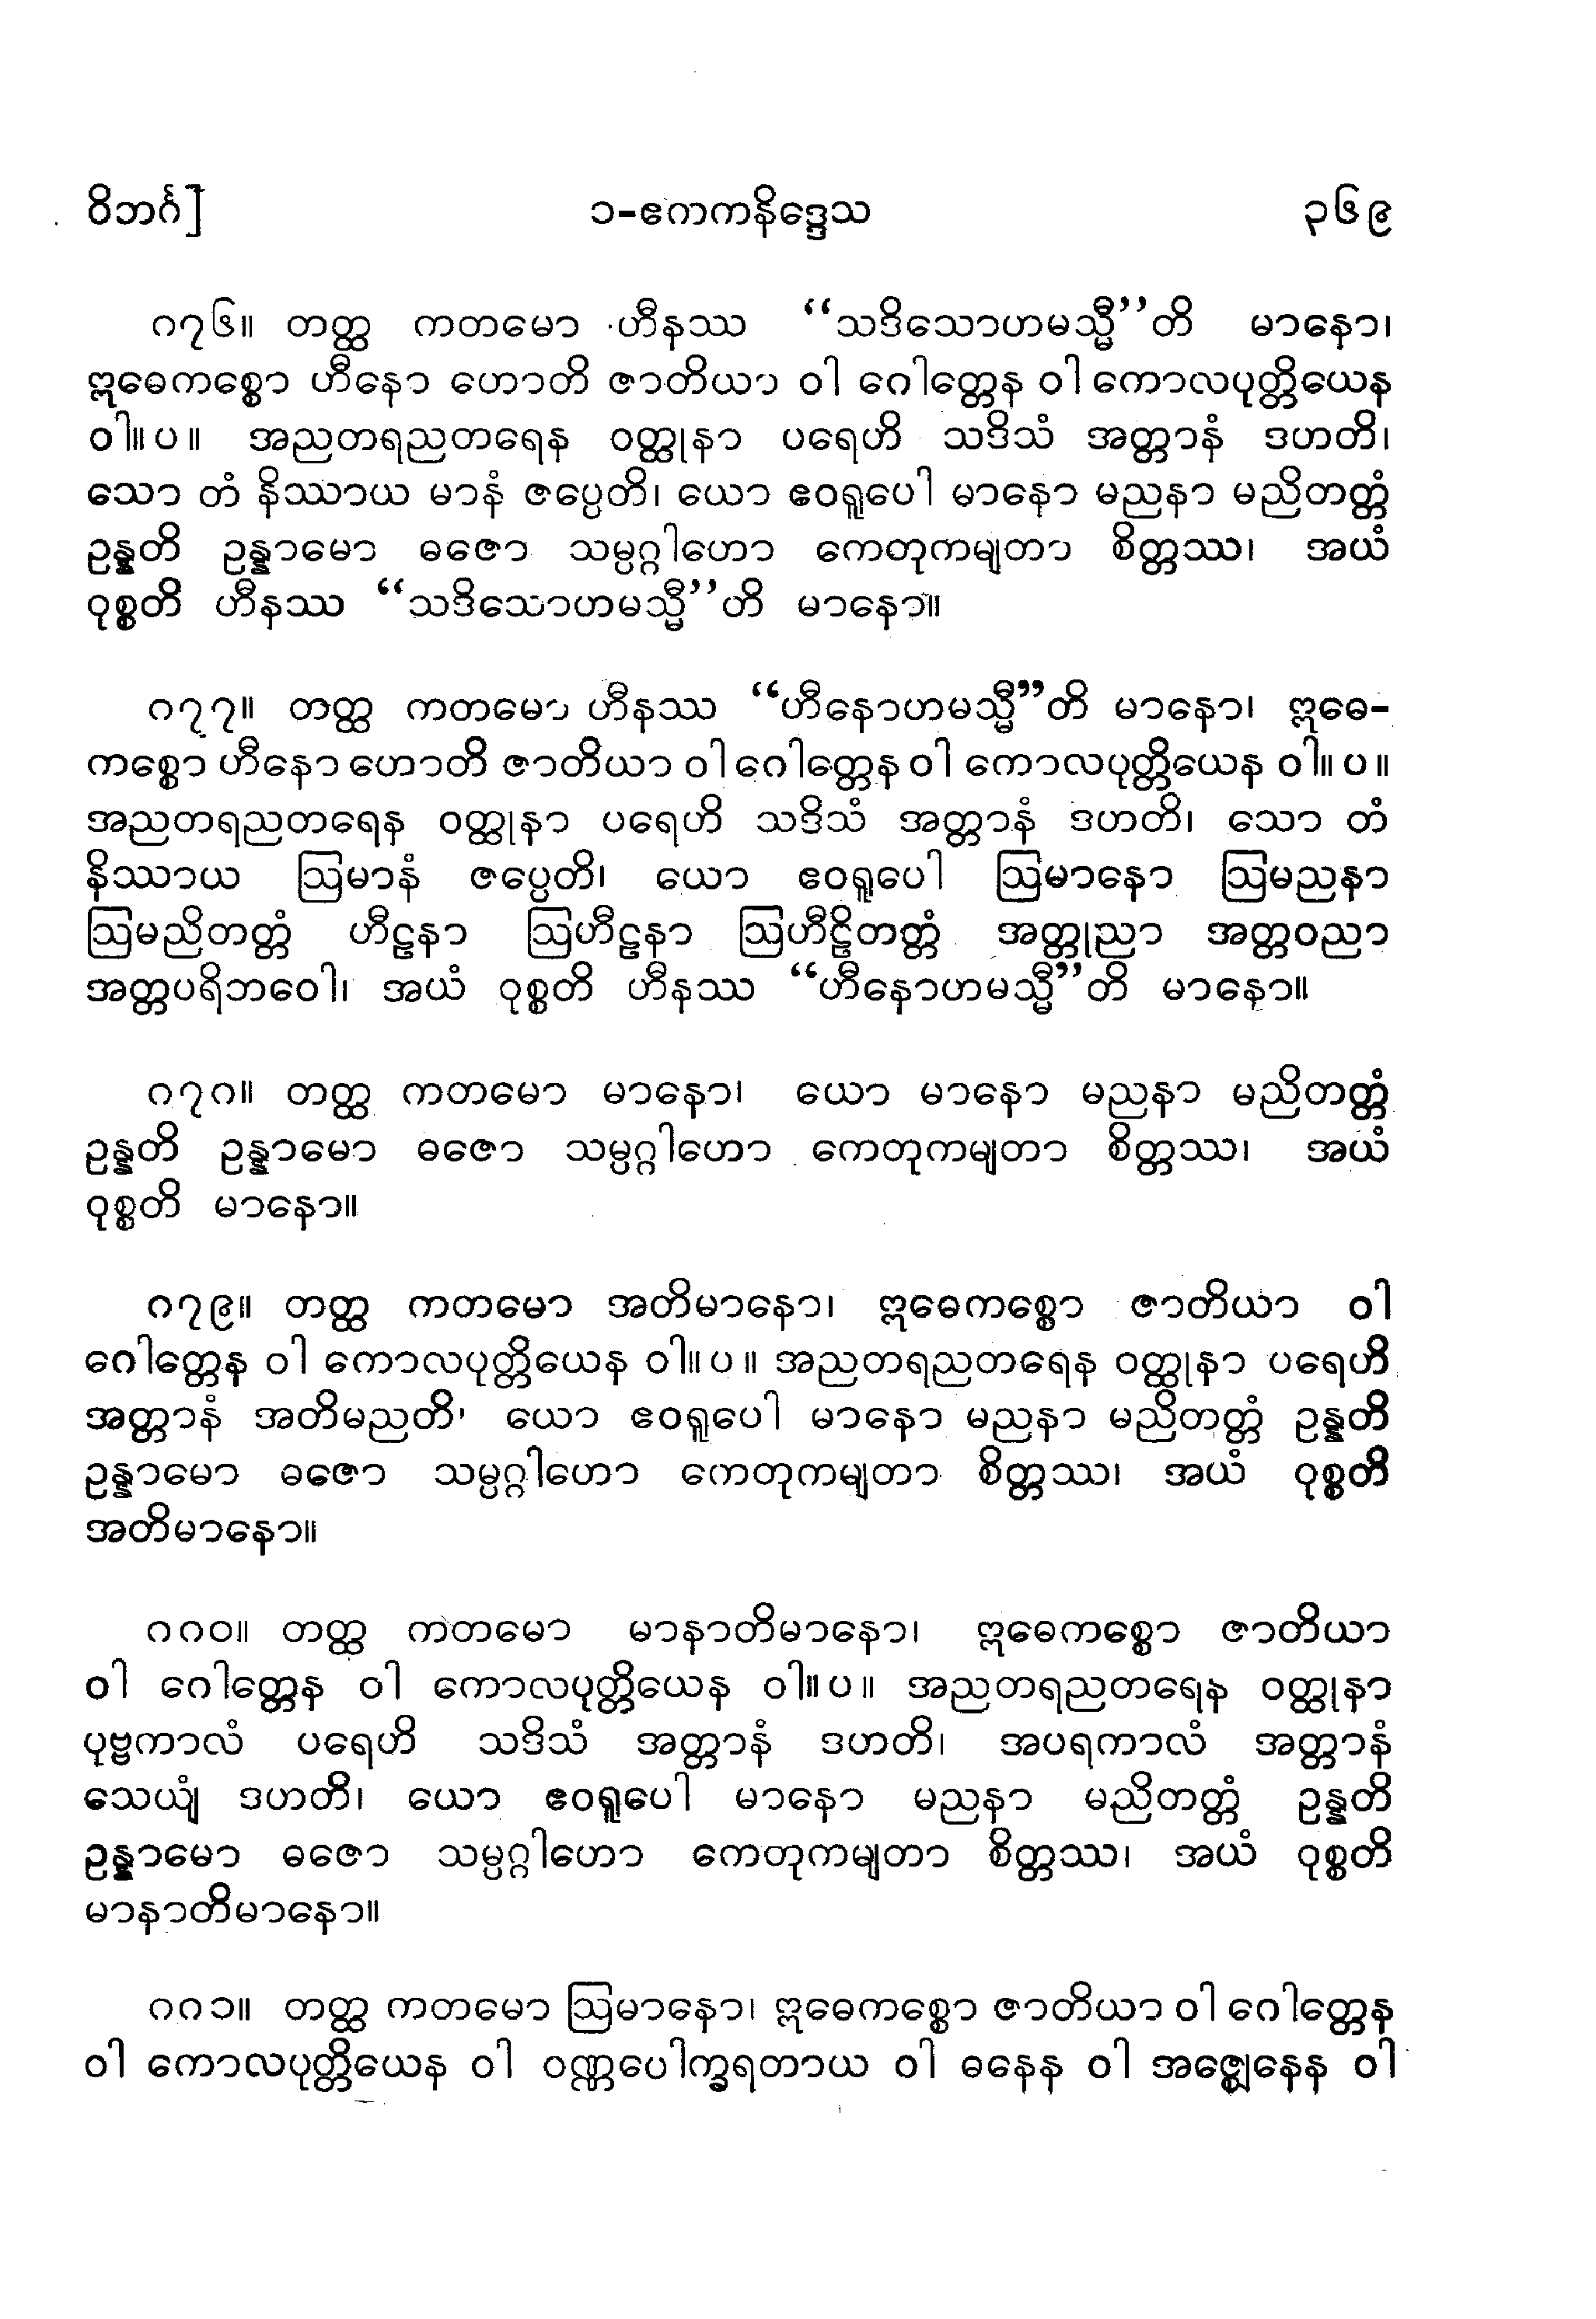 ဝိဘင်္ဂ] ၁-ဧကကနိဒ္ဒေသ ၃၆၉
၈၇၆။ တတ္ထ ကတမော ဟီနဿ “သဒိသောဟမသ္မီ”တိ မာနော၊
ဣဓေကစ္စော ဟီနော ဟောတိ ဇာတိယာ ဝါ ဂေါတ္တေန ဝါ ကောလပုတ္တိယေန
ဝါ။ ပ ။ အညတရညတရေန ဝတ္ထုနာ ပရေဟိ သဒိသံ အတ္တာနံ ဒဟတိ၊
သော တံ နိဿာယ မာနံ ဇပ္ပေတိ၊ ယော ဧဝရူပေါ မာနော မညနာ မညိတတ္တံ
ဥန္နတိ ဥန္နာမော ဓဇော သမ္ပဂ္ဂါဟော ကေတုကမျတာ စိတ္တဿ၊ အယံ
ဝုစ္စတိ ဟီနဿ “သဒိသောဟမသ္မီ”တိ မာနော။
၈၇၇။ တတ္ထ ကတမော ဟီနဿ “ဟီနောဟမသ္မီ”တိ မာနော၊ ဣဓေ-
ကစ္စော ဟီနော ဟောတိ ဇာတိယာ ဝါ ဂေါတ္တေန ဝါ ကောလပုတ္တိယေန ဝါ။ ပ ။
အညတရညတရေန ဝတ္ထုနာ ပရေဟိ သဒိသံ အတ္တာနံ ဒဟတိ၊ သော တံ
နိဿာယ ဩမာနံ ဇပ္ပေတိ၊ ယော ဧဝရူပေါ ဩမာနော ဩမညနာ
ဩမညိတတ္တံ ဟီဠနာ ဩဟီဠနာ ဩဟီဠိတတ္တံ အတ္တုညာ အတ္တဝညာ
အတ္တပရိဘဝေါ၊ အယံ ဝုစ္စတိ ဟီနဿ “ဟီနောဟမသ္မီ”တိ မာနော။
၈၇၈။ တတ္ထ ကတမော မာနော၊ ယော မာနော မညနာ မညိတတ္တံ
ဥန္နတိ ဥန္နာမော ဓဇော သမ္ပဂ္ဂါဟော ကေတုကမျတာ စိတ္တဿ၊ အယံ
ဝုစ္စတိ မာနော။
၈၇၉။ တတ္ထ ကတမော အတိမာနော၊ ဣဓေကစ္စော ဇာတိယာ ဝါ
ဂေါတ္တေန ဝါ ကောလပုတ္တိယေန ဝါ။ ပ ။ အညတရညတရေန ဝတ္ထုနာ ပရေဟိ
အတ္တာနံ အတိမညတိ၊ ယော ဧဝရူပေါ မာနော မညနာ မညိတတ္တံ ဥန္နတိ
ဥန္နာမော ဓဇော သမ္ပဂ္ဂါဟော ကေတုကမျတာ စိတ္တဿ၊ အယံ ဝုစ္စတိ
အတိမာနော။
၈၈၀။ တတ္ထ ကတမော မာနာတိမာနော၊ ဣဓေကစ္စော ဇာတိယာ
ဝါ ဂေါတ္တေန ဝါ ကောလပုတ္တိယေန ဝါ။ ပ ။ အညတရညတရေန ဝတ္ထုနာ
ပုဗ္ဗကာလံ ပရေဟိ သဒိသံ အတ္တာနံ ဒဟတိ၊ အပရကာလံ အတ္တာနံ
သေယျံ ဒဟတိ၊ ယော ဧဝရူပေါ မာနော မညနာ မညိတတ္တံ ဥန္နတိ
ဥန္နာမော ဓဇော သမ္ပဂ္ဂါဟော ကေတုကမျတာ စိတ္တဿ၊ အယံ ဝုစ္စတိ
မာနာတိမာနော။
၈၈၁။ တတ္ထ ကတမော ဩမာနော၊ ဣဓေကစ္စော ဇာတိယာ ဝါ ဂေါတ္တေန
ဝါ ကောလပုတ္တိယေန ဝါ ဝဏ္ဏပေါက္ခရတာယ ဝါ ဓနေန ဝါ အဇ္ဈေနေန ဝါ